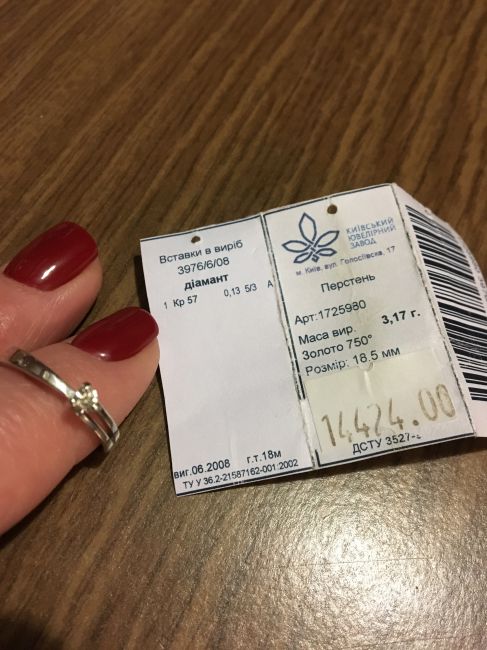 Вставки в виріб
3976/6/08
діамант
1 Кр 57 0,13 5/3 А
виг.06.2008 г.т.18м
ТУ У 36.2-21587162-001:2002
КИЇВСЬКИЙ
ЮВЕЛІРНИЙ
ЗАВОД
м. Київ, вул. Голосіївська, 17
Перстень
Арт:1725980
Маса вир. 3,17 г.
Золото 750°
Розмір: 18.5 мм
14424.00
ДСТУ 3527-